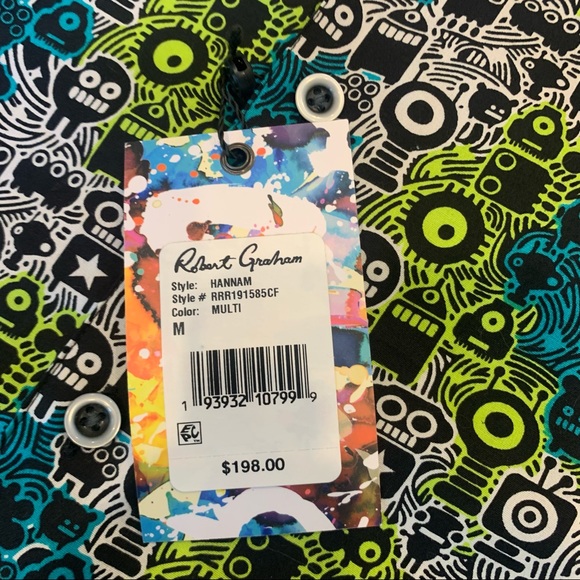 Robert Graham
Style: HANNAM
Style # RRR191585CF
Color: MULTI
M
1 93932 10799 9
$198.00